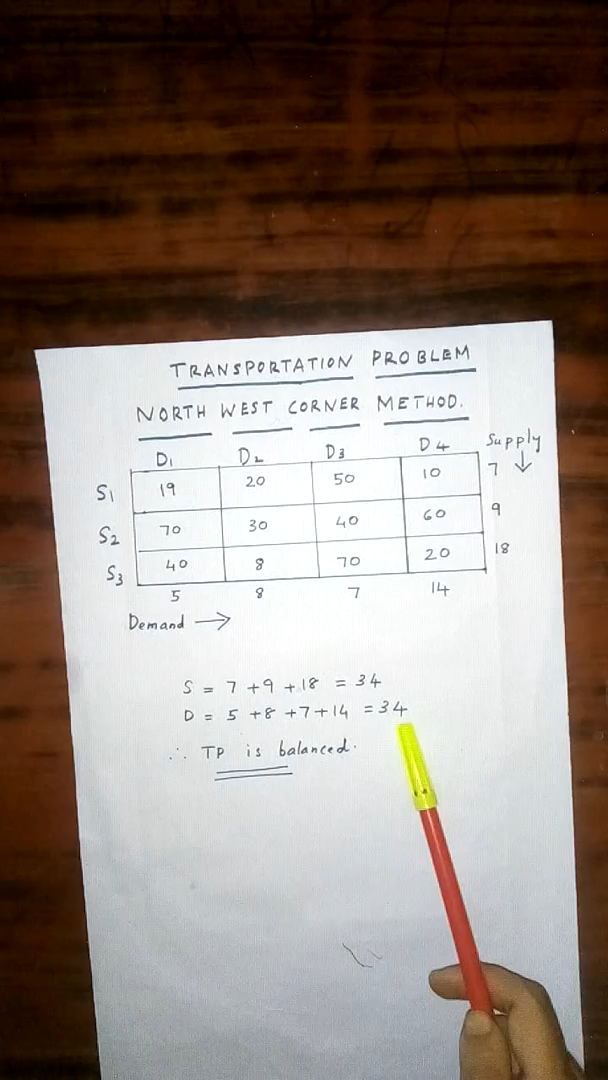 TRANSPORTATION PROBLEM
NORTH WEST CORNER METHOD.
D1 D2 D3 D4 Supply ↓
S1 19 20 50 10 7
S2 70 30 40 60 9
S3 40 8 70 20 18
5 8 7 14
Demand →
S = 7 + 9 + 18 = 34
D = 5 + 8 + 7 + 14 = 34
∴ TP is balanced.